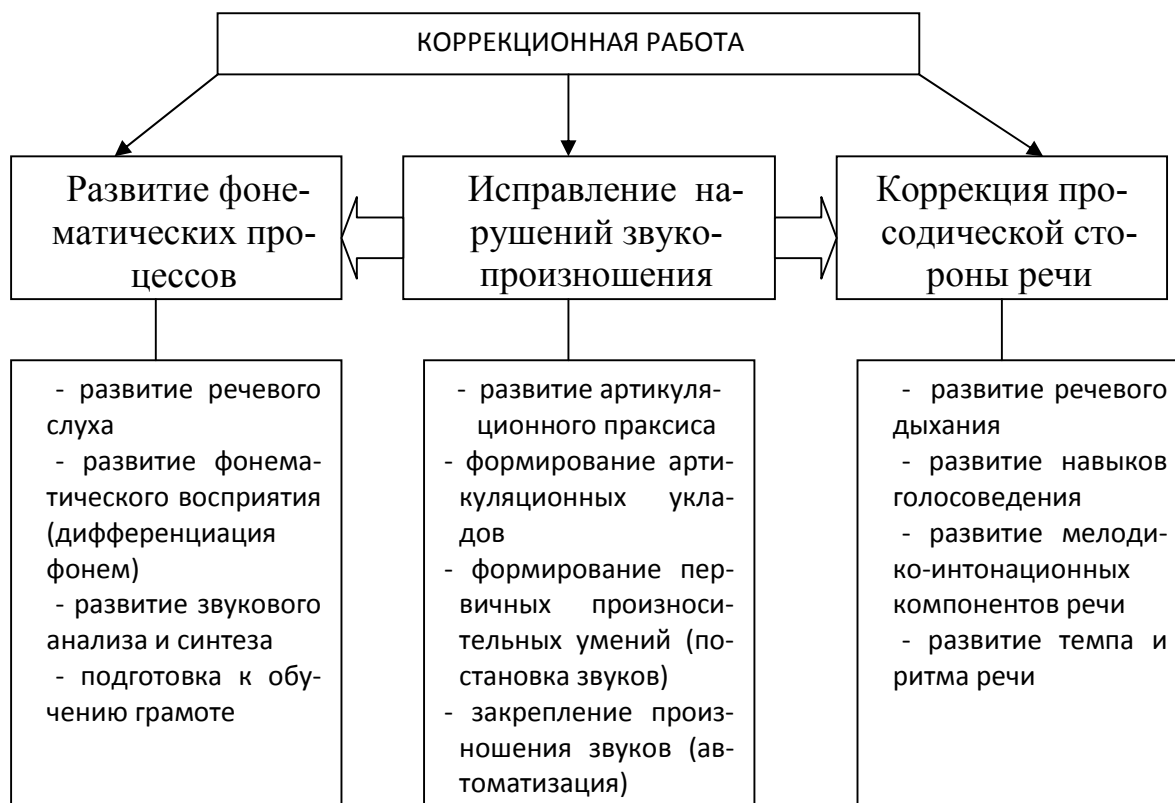 КОРРЕКЦИОННАЯ РАБОТА
Развитие фоне-
матических про-
цессов
Исправление на-
рушений звуко-
произношения
Коррекция про-
содической сто-
роны речи
- развитие речевого
слуха
- развитие фонема-
тического восприятия
(дифференциация
фонем)
- развитие звукового
анализа и синтеза
- подготовка к обу-
чению грамоте
- развитие артикуля-
ционного праксиса
- формирование арти-
куляционных укла-
дов
- формирование пер-
вичных произноси-
тельных умений (по-
становка звуков)
- закрепление произ-
ношения звуков (ав-
томатизация)
- развитие речевого
дыхания
- развитие навыков
голосоведения
- развитие мелоди-
ко-интонационных
компонентов речи
- развитие темпа и
ритма речи